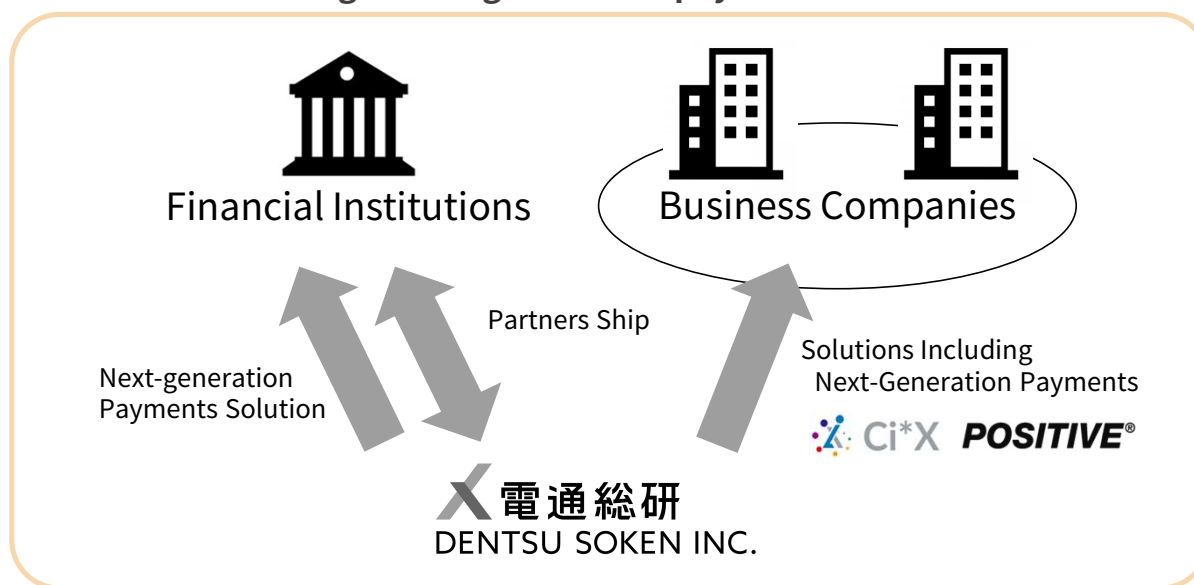 Financial Institutions
Business Companies
Partners Ship
Next-generation
Payments Solution
Solutions Including
Next-Generation Payments
Ci*X POSITIVE®
電通総研
DENTSU SOKEN INC.